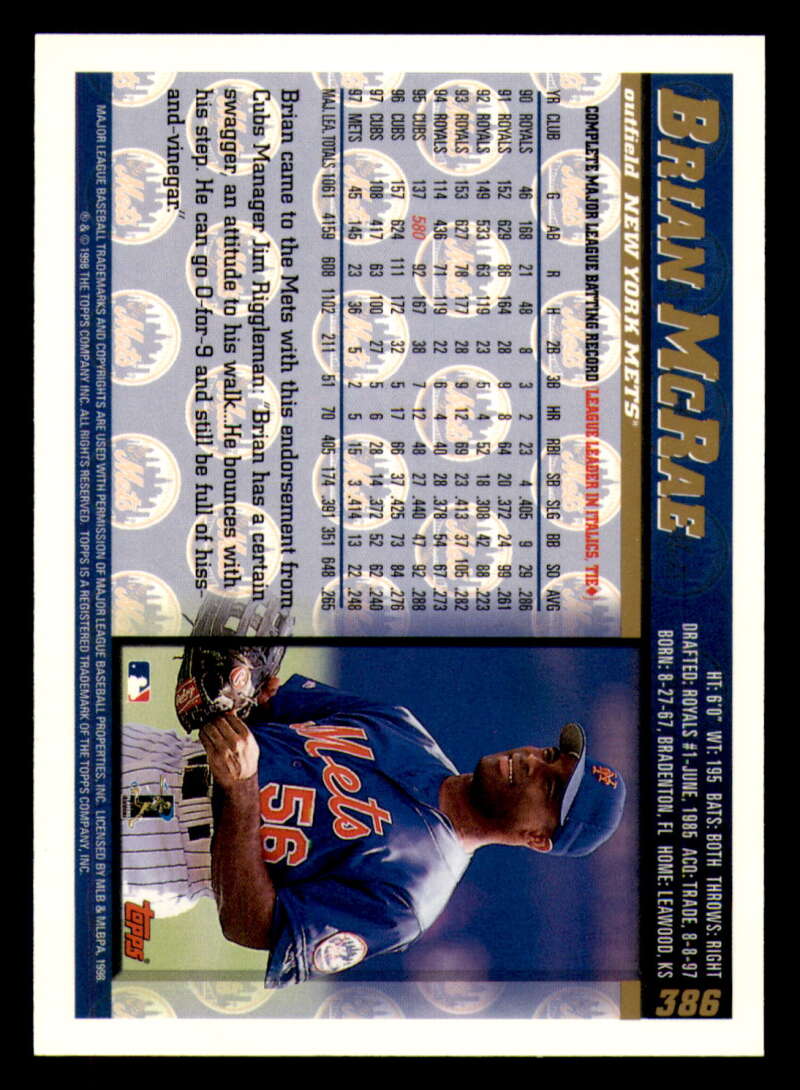 BRIAN MCRAE
outfield NEW YORK METS™
HT: 6'0" WT: 195 BATS: BOTH THROWS: RIGHT
DRAFTED: ROYALS #1-JUNE, 1985 ACQ: TRADE, 8-8-97
BORN: 8-27-67, BRADENTON, FL HOME: LEAWOOD, KS
386
COMPLETE MAJOR LEAGUE BATTING RECORD (LEAGUE LEADER IN ITALICS, TIE♦)
YR CLUB G AB R H 2B 3B HR RBI SB SLG BB SO AVG
90 ROYALS 46 168 21 48 8 3 2 23 4 .405 9 29 .286
91 ROYALS 152 629 86 164 28 9 8 64 20 .372 24 99 .261
92 ROYALS 149 533 63 119 23 5 4 52 18 .308 42 88 .223
93 ROYALS 153 627 78 177 28 9 12 69 23 .413 37 105 .282
94 ROYALS 114 436 71 119 22 6 4 40 28 .378 54 67 .273
95 CUBS 137 580 92 167 38 7 12 48 27 .440 47 92 .288
96 CUBS 157 624 111 172 32 5 17 66 37 .425 73 84 .276
97 CUBS 108 417 63 100 27 5 6 28 14 .372 52 62 .240
97 METS 45 145 23 36 5 2 5 15 3 .414 13 22 .248
MAJ. LEA. TOTALS 1061 4159 608 1102 211 51 70 405 174 .397 351 648 .265
Brian came to the Mets with this endorsement from
Cubs Manager Jim Riggleman: "Brian has a certain
swagger, an attitude to his walk...He bounces with
his step. He can go 0-for-9 and still be full of hiss-
and-vinegar."
Mets
56
TOPPS®
MAJOR LEAGUE BASEBALL TRADEMARKS AND COPYRIGHTS ARE USED WITH PERMISSION OF MAJOR LEAGUE BASEBALL PROPERTIES, INC. LICENSED BY MLB & MLBPA, 1998.
® & © 1998 THE TOPPS COMPANY INC. ALL RIGHTS RESERVED. TOPPS IS A REGISTERED TRADEMARK OF THE TOPPS COMPANY, INC.